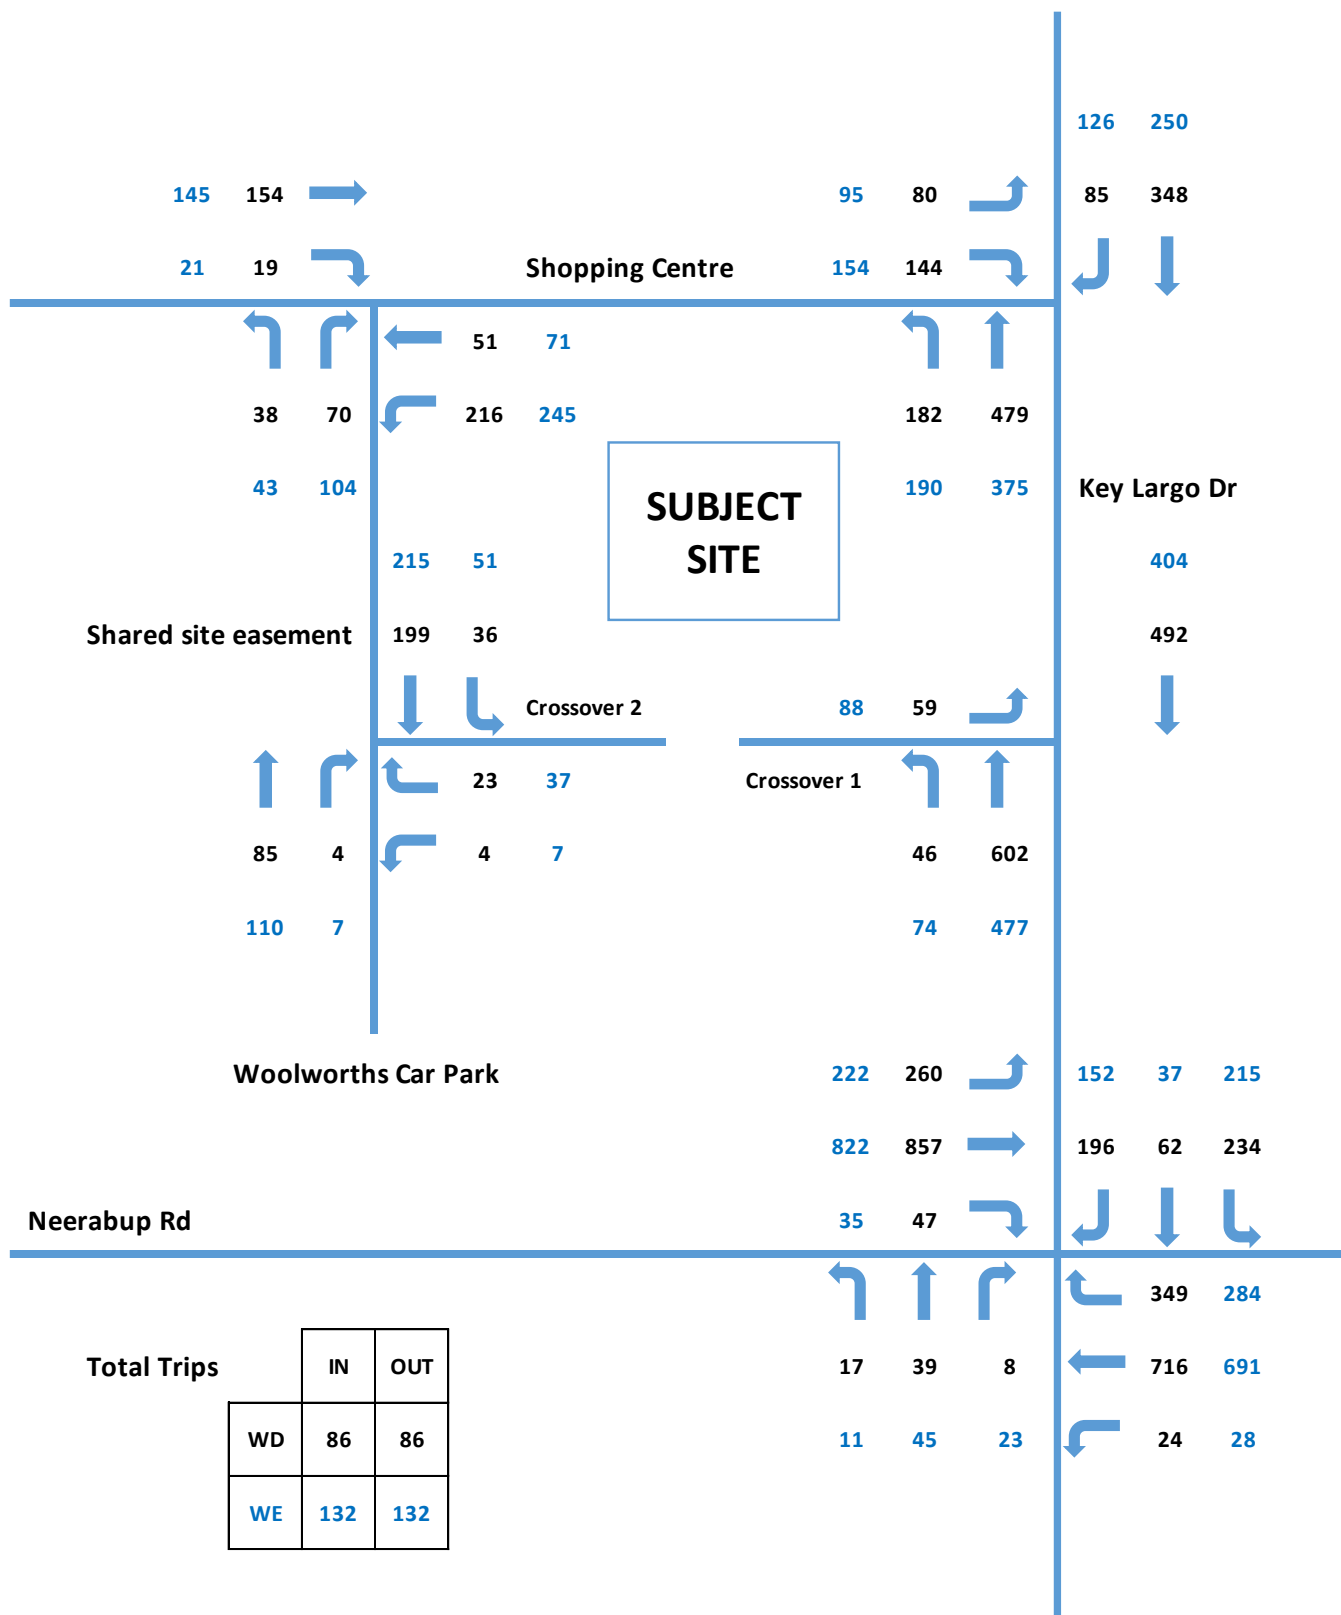 126 250
145 154 95 80 85 348
21 19 Shopping Centre 154 144
51 71
38 70 216 245 182 479
43 104 SUBJECT 190 375 Key Largo Dr
215 51 SITE 404
Shared site easement 199 36 492
Crossover 2 88 59
23 37 Crossover 1
85 4 4 7 46 602
110 7 74 477
Woolworths Car Park 222 260 152 37 215
822 857 196 62 234
Neerabup Rd 35 47
349 284
Total Trips IN OUT 17 39 8 716 691
WD 86 86 11 45 23 24 28
WE 132 132